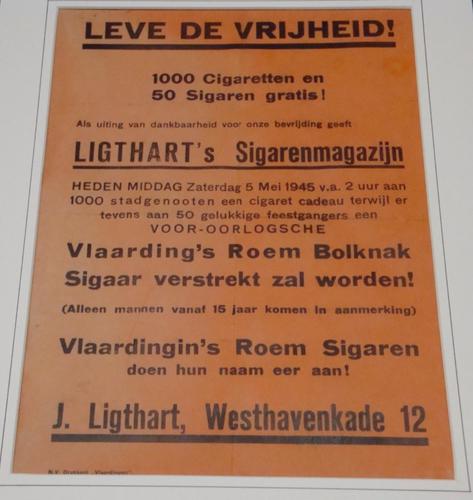 LEVE DE VRIJHEID!
1000 Cigaretten en
50 Sigaren gratis!
Als uiting van dankbaarheid voor onze bevrijding geeft
LIGTHART's Sigarenmagazijn
HEDEN MIDDAG Zaterdag 5 Mei 1945 v.a. 2 uur aan
1000 stadgenooten een cigaret cadeau terwijl er
tevens aan 50 gelukkige feestgangers een
VOOR-OORLOGSCHE
Vlaarding's Roem Bolknak
Sigaar verstrekt zal worden!
(Alleen mannen vanaf 15 jaar komen in aanmerking)
Vlaardingin's Roem Sigaren
doen hun naam eer aan!
J. Ligthart, Westhavenkade 12
N.V. Drukkerij „Vlaardingen"